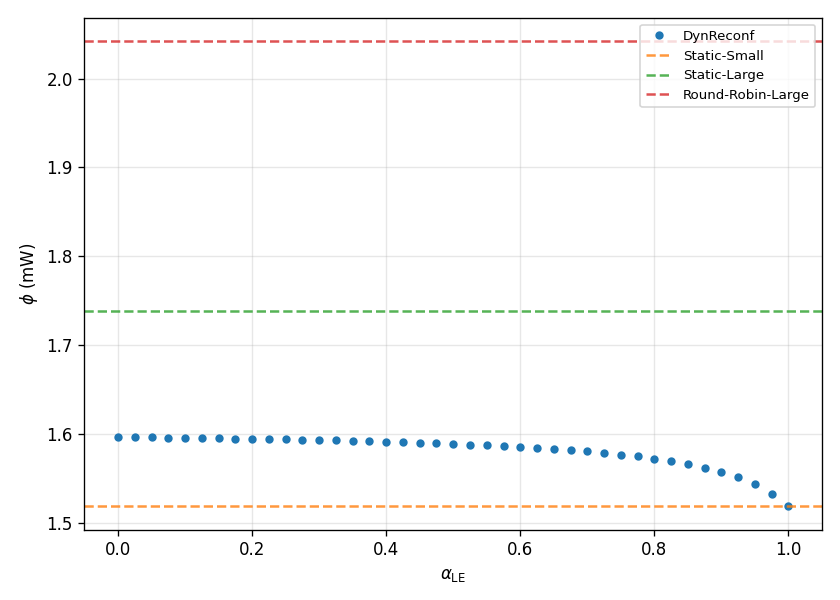 DynReconf
Static-Small
Static-Large
Round-Robin-Large
ϕ (mW)
2.0
1.9
1.8
1.7
1.6
1.5
0.0 0.2 0.4 0.6 0.8 1.0
α_LE